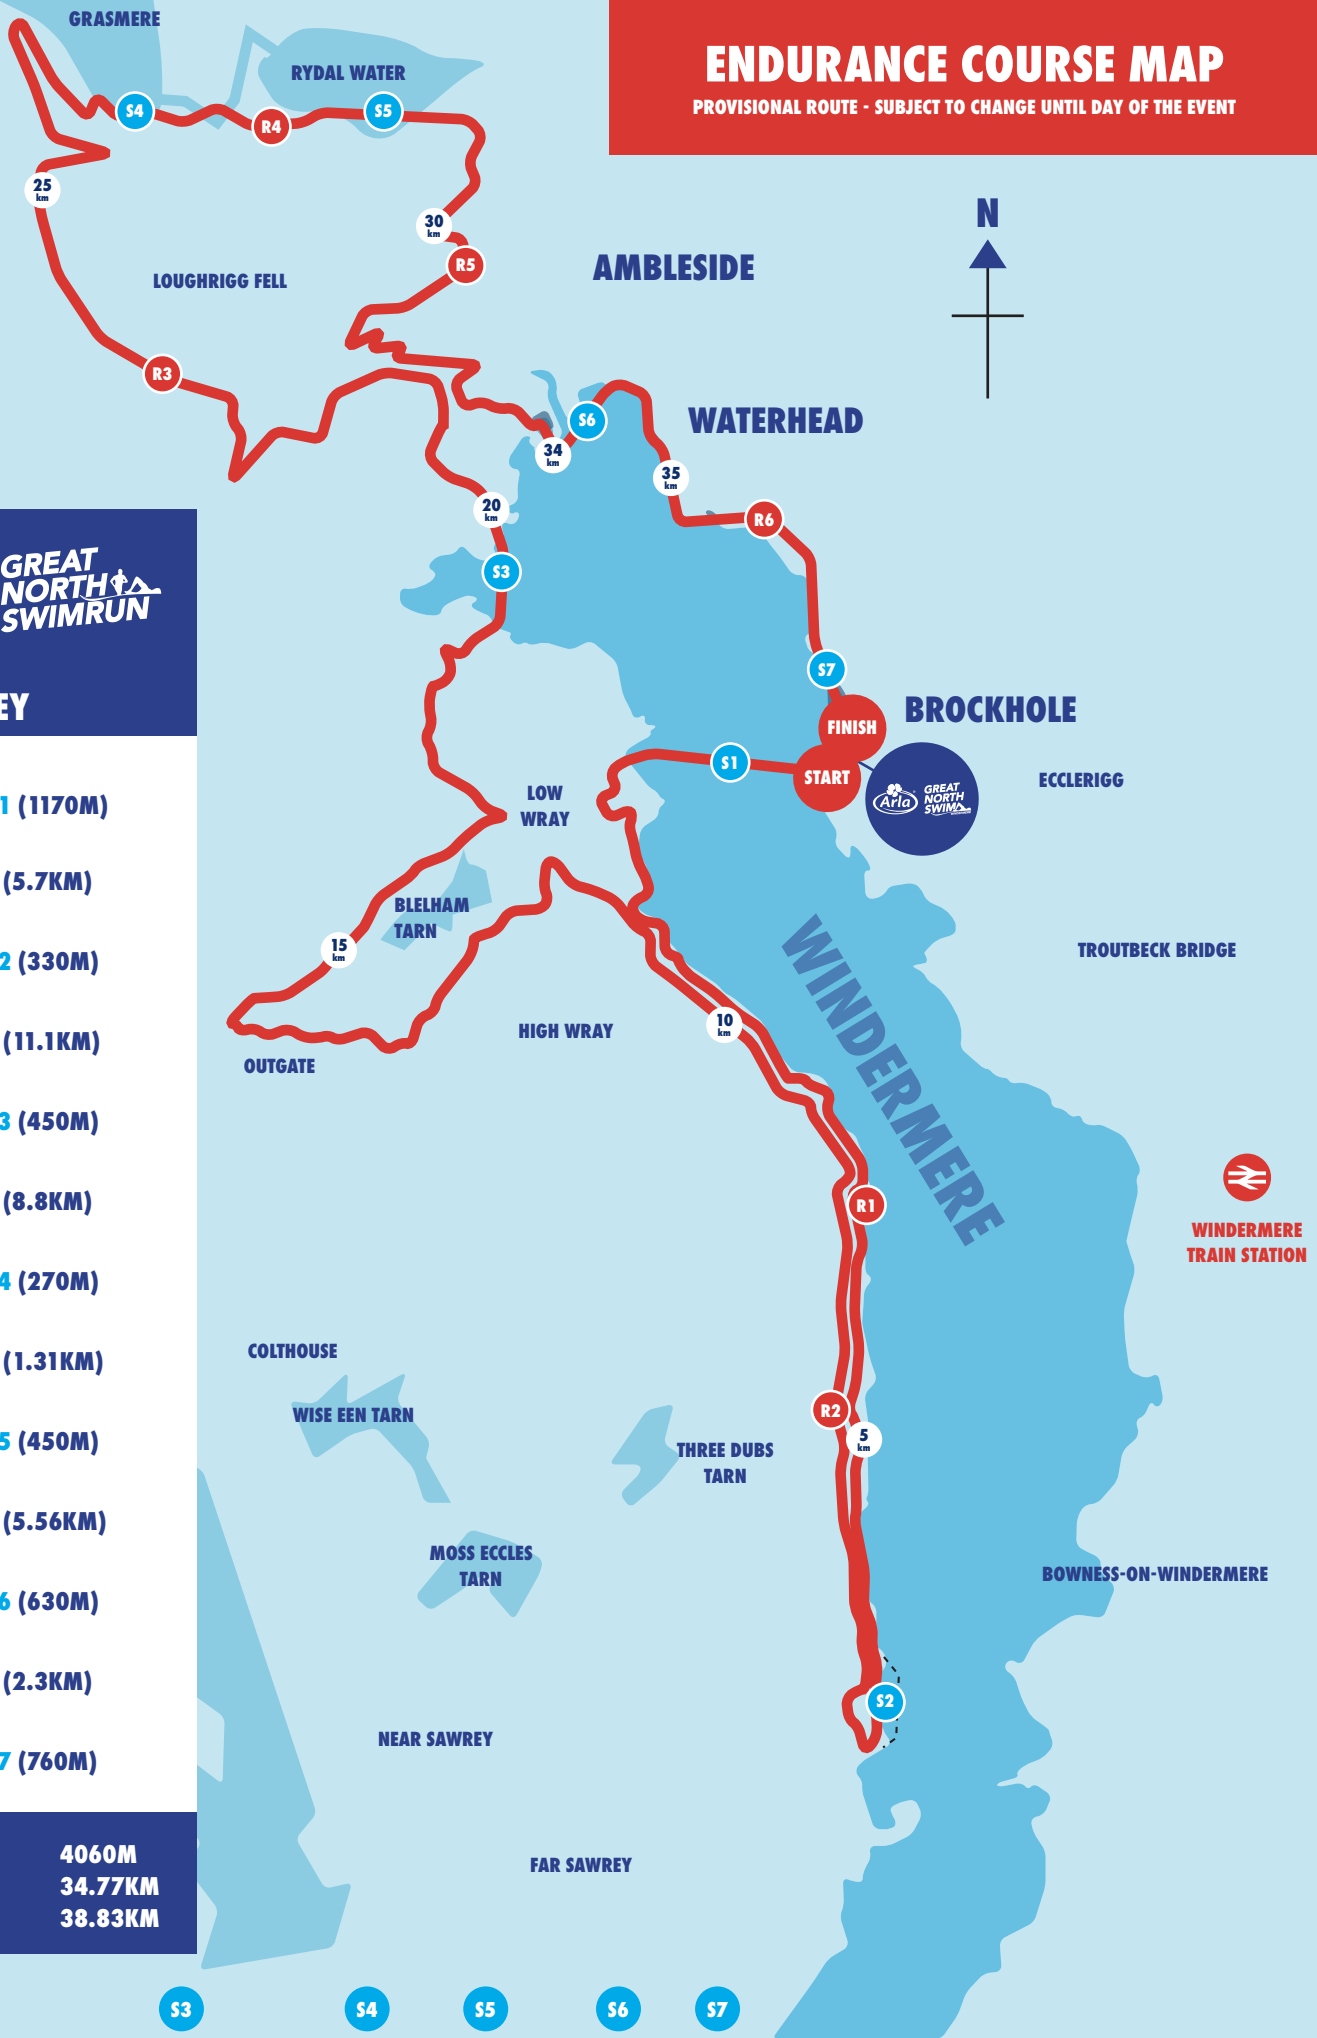 GRASMERE
RYDAL WATER
ENDURANCE COURSE MAP
PROVISIONAL ROUTE - SUBJECT TO CHANGE UNTIL DAY OF THE EVENT
S4
R4
S5
25
km
30
km
N
R5
AMBLESIDE
LOUGHRIGG FELL
R3
S6
WATERHEAD
34
km
35
km
20
km
R6
GREAT
NORTH
SWIMRUN
S3
S7
EY
BROCKHOLE
FINISH
S1
START
ECCLERIGG
LOW
WRAY
Arla
GREAT
NORTH
SWIM
1 (1170M)
(5.7KM)
BLELHAM
TARN
15
km
WINDERMERE
TROUTBECK BRIDGE
2 (330M)
10
km
HIGH WRAY
(11.1KM)
OUTGATE
3 (450M)
R1
(8.8KM)
WINDERMERE
TRAIN STATION
4 (270M)
COLTHOUSE
(1.31KM)
R2
WISE EEN TARN
5
km
5 (450M)
THREE DUBS
TARN
(5.56KM)
MOSS ECCLES
TARN
BOWNESS-ON-WINDERMERE
6 (630M)
(2.3KM)
S2
NEAR SAWREY
7 (760M)
4060M
FAR SAWREY
34.77KM
38.83KM
S3
S4
S5
S6
S7